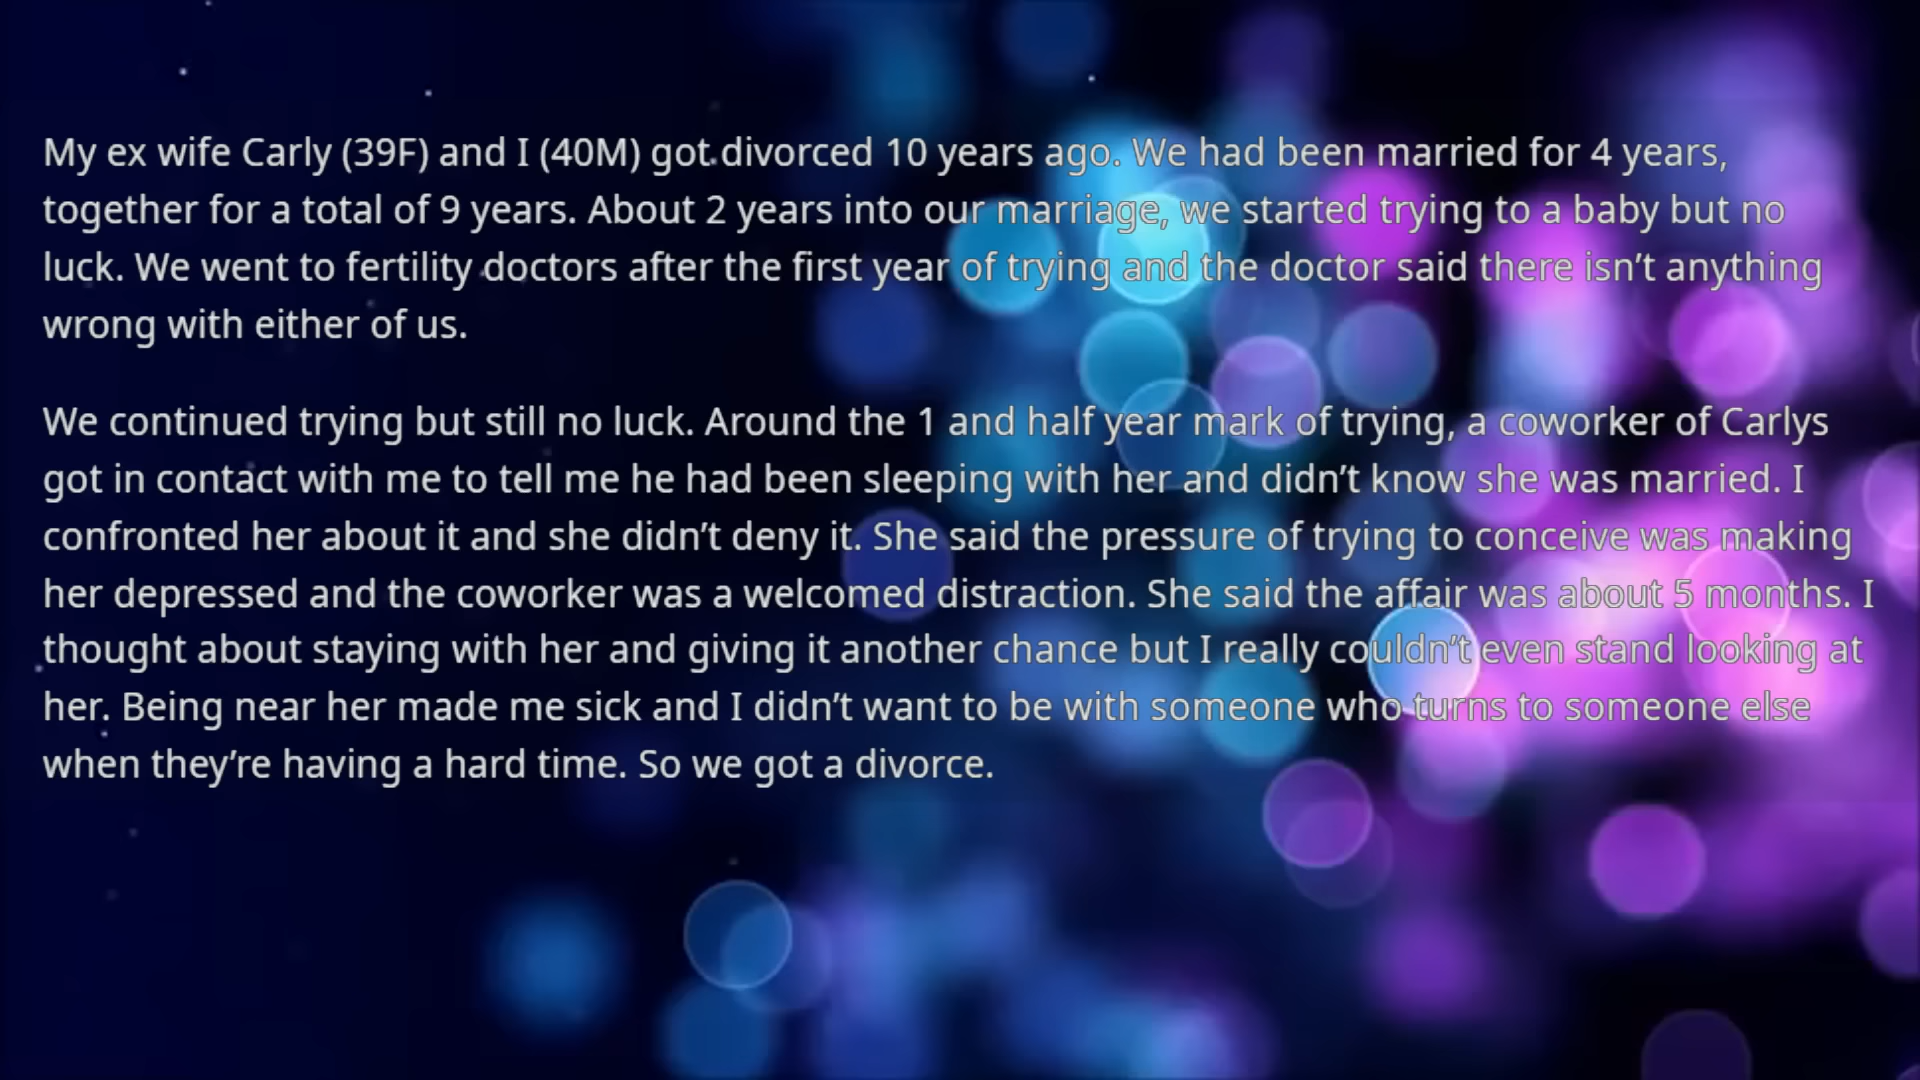 My ex wife Carly (39F) and I (40M) got divorced 10 years ago. We had been married for 4 years,
together for a total of 9 years. About 2 years into our marriage, we started trying to a baby but no
luck. We went to fertility doctors after the first year of trying and the doctor said there isn’t anything
wrong with either of us.
We continued trying but still no luck. Around the 1 and half year mark of trying, a coworker of Carlys
got in contact with me to tell me he had been sleeping with her and didn’t know she was married. I
confronted her about it and she didn’t deny it. She said the pressure of trying to conceive was making
her depressed and the coworker was a welcomed distraction. She said the affair was about 5 months. I
thought about staying with her and giving it another chance but I really couldn’t even stand looking at
her. Being near her made me sick and I didn’t want to be with someone who turns to someone else
when they’re having a hard time. So we got a divorce.